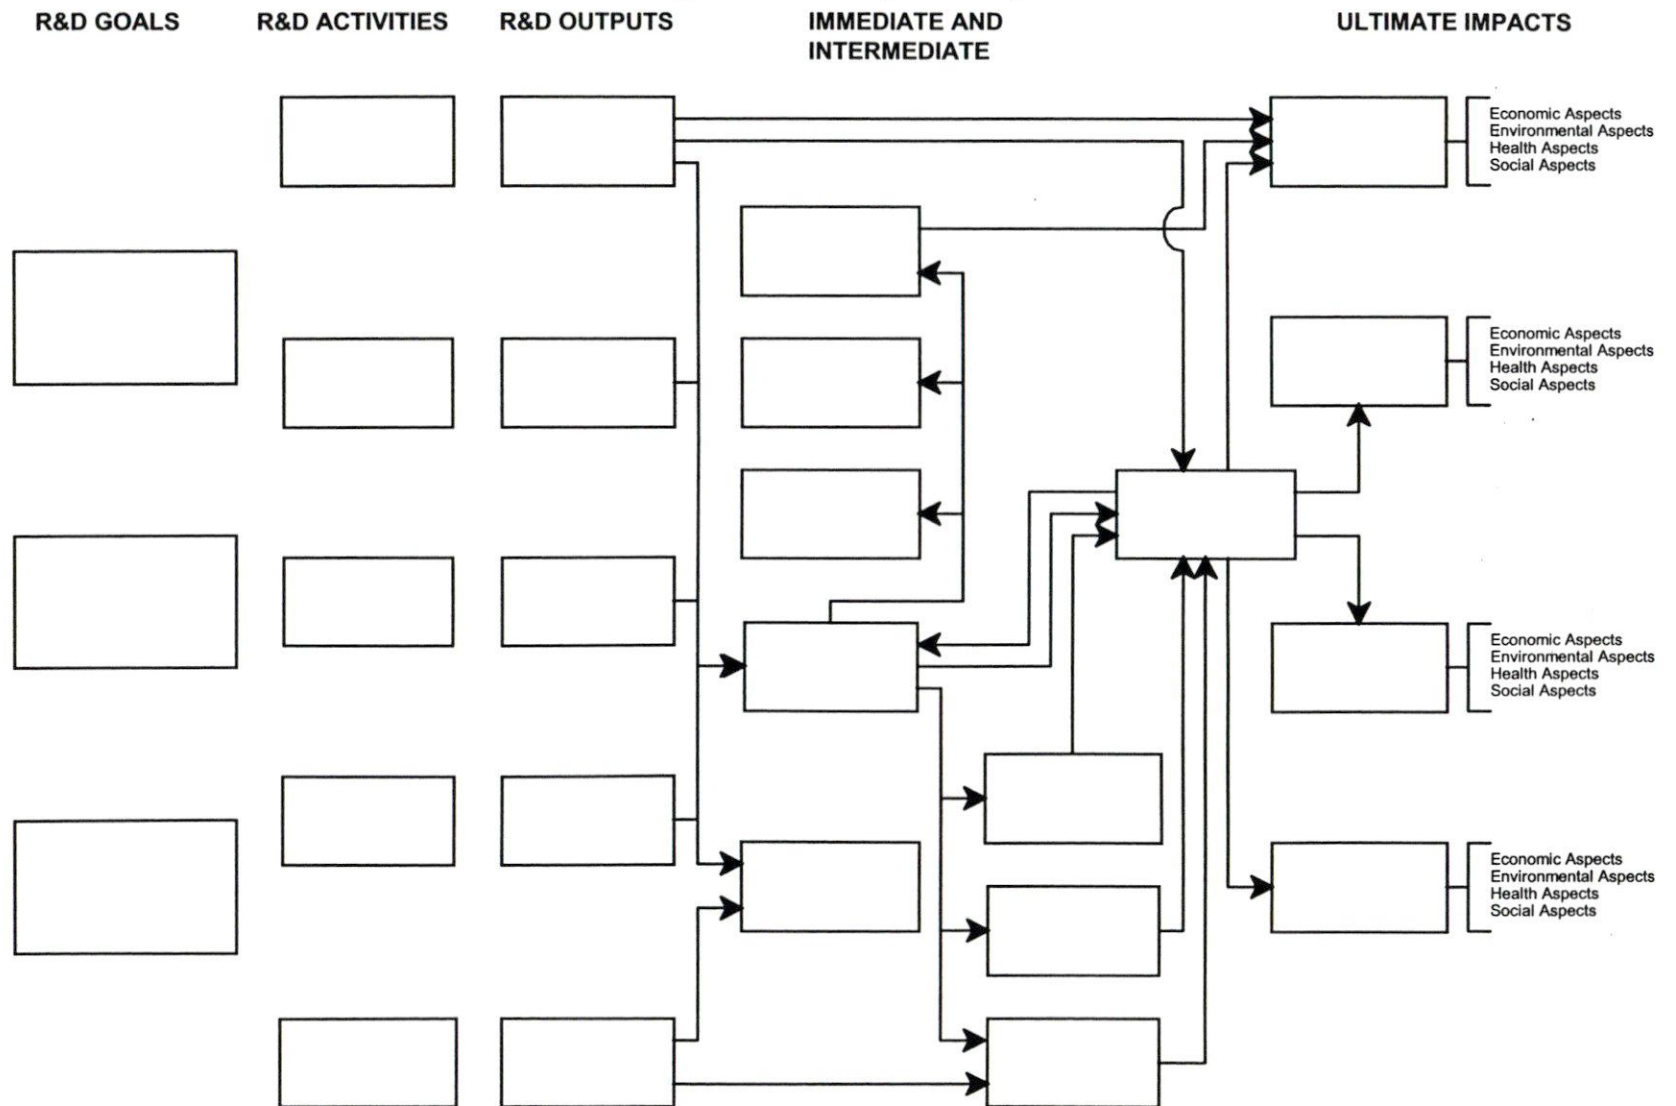 R&D GOALS
R&D ACTIVITIES
R&D OUTPUTS
IMMEDIATE AND
INTERMEDIATE
ULTIMATE IMPACTS
Economic Aspects
Environmental Aspects
Health Aspects
Social Aspects
Economic Aspects
Environmental Aspects
Health Aspects
Social Aspects
Economic Aspects
Environmental Aspects
Health Aspects
Social Aspects
Economic Aspects
Environmental Aspects
Health Aspects
Social Aspects